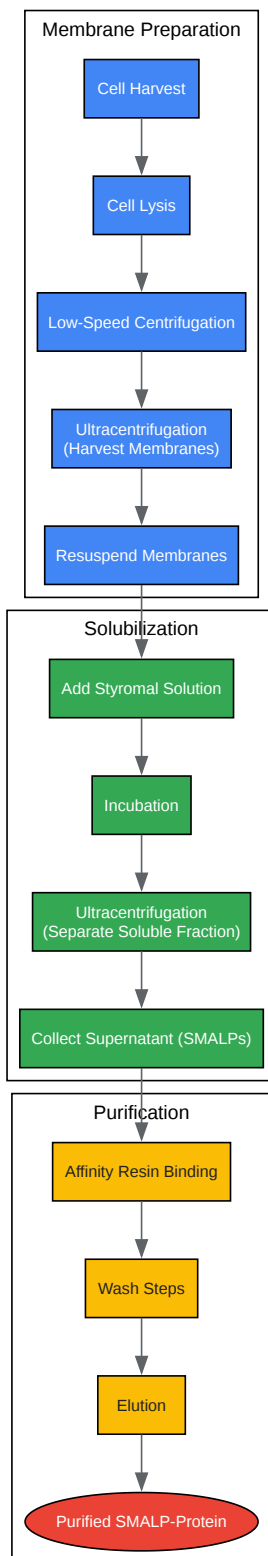 Membrane Preparation
Cell Harvest
Cell Lysis
Low-Speed Centrifugation
Ultracentrifugation
(Harvest Membranes)
Resuspend Membranes
Solubilization
Add Styromal Solution
Incubation
Ultracentrifugation
(Separate Soluble Fraction)
Collect Supernatant (SMALPs)
Purification
Affinity Resin Binding
Wash Steps
Elution
Purified SMALP-Protein